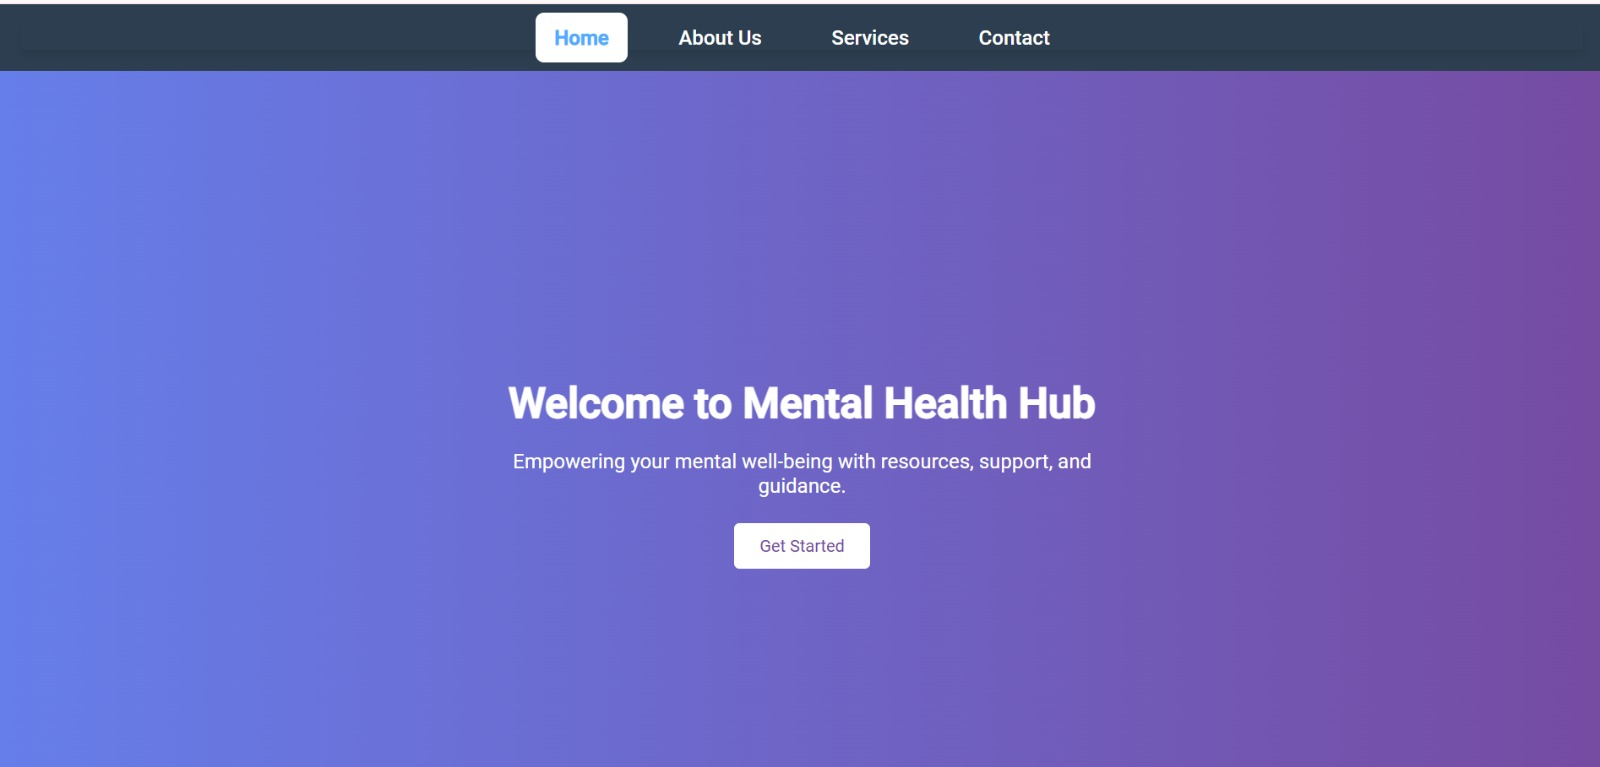 Home
About Us
Services
Contact
Welcome to Mental Health Hub
Empowering your mental well-being with resources, support, and
guidance.
Get Started